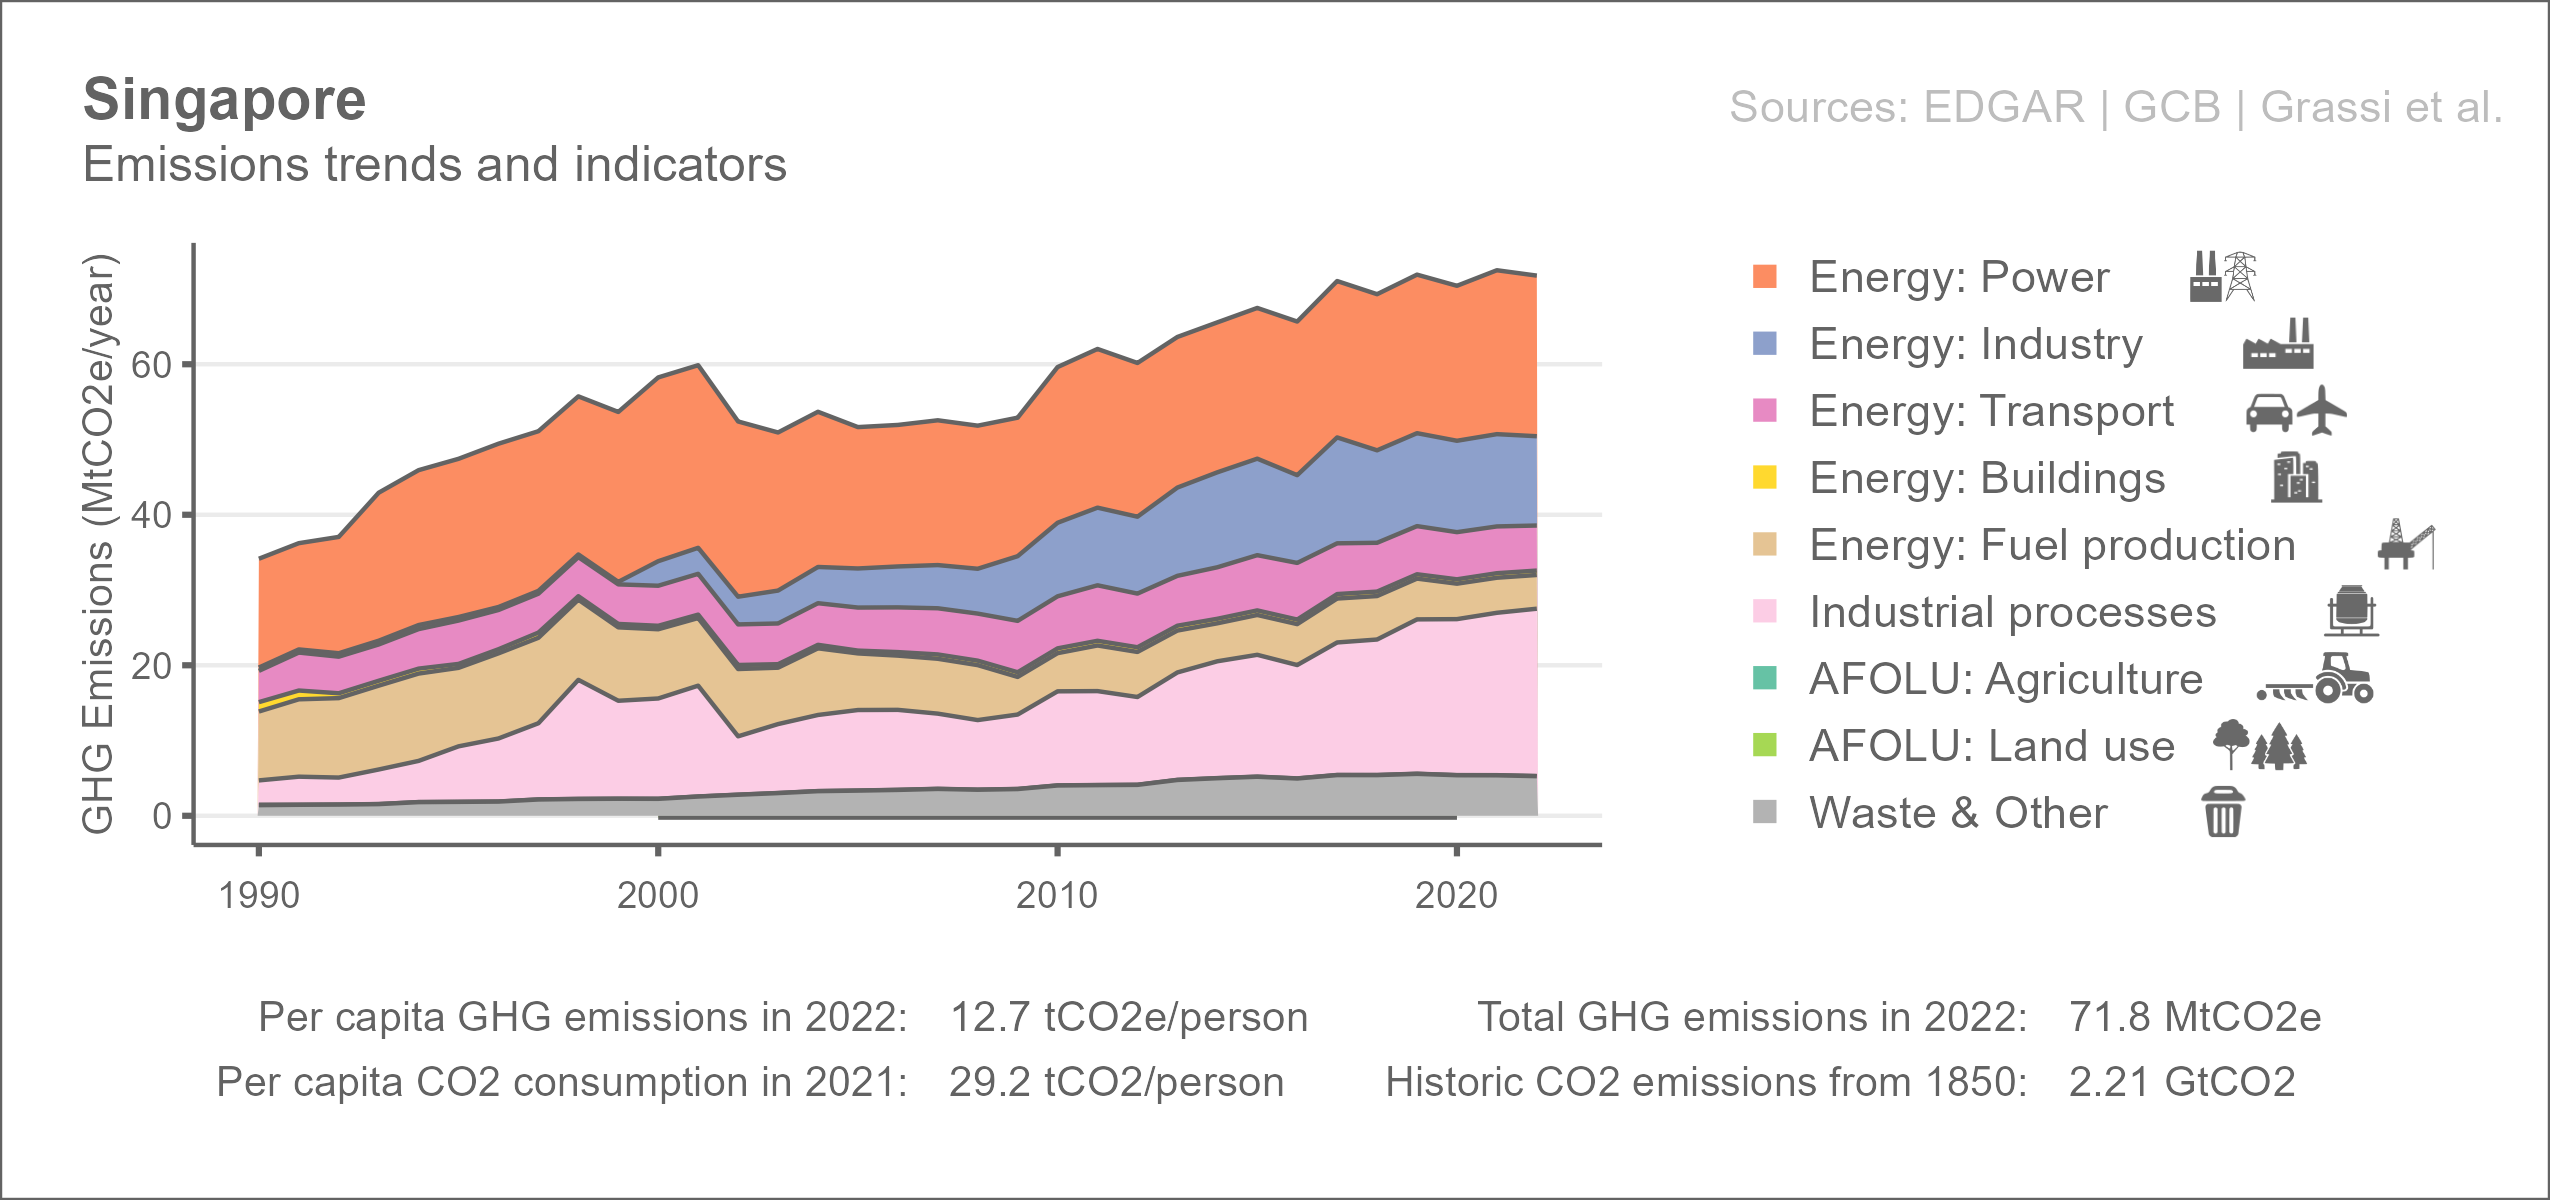 Singapore
Sources: EDGAR | GCB | Grassi et al.
Emissions trends and indicators
GHG Emissions (MtCO2e/year)
60
40
20
0
1990
2000
2010
2020
Energy: Power
Energy: Industry
Energy: Transport
Energy: Buildings
Energy: Fuel production
Industrial processes
AFOLU: Agriculture
AFOLU: Land use
Waste & Other
Per capita GHG emissions in 2022: 12.7 tCO2e/person
Total GHG emissions in 2022: 71.8 MtCO2e
Per capita CO2 consumption in 2021: 29.2 tCO2/person
Historic CO2 emissions from 1850: 2.21 GtCO2